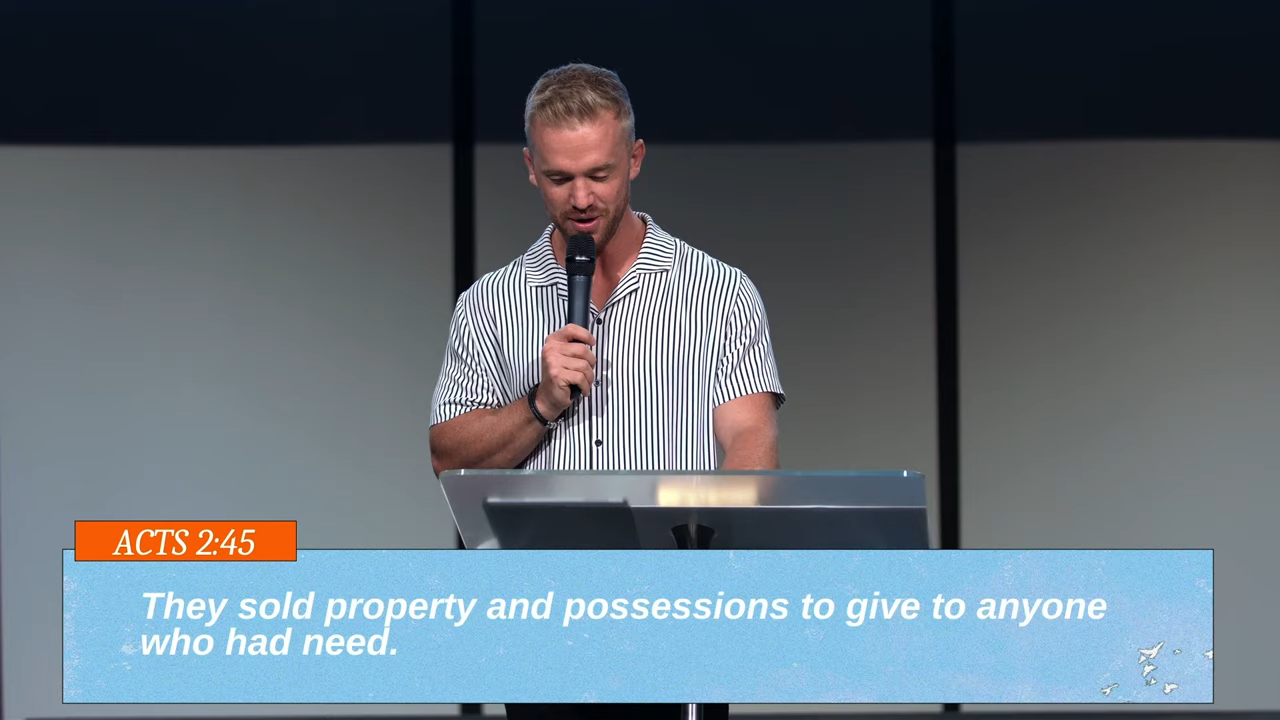 ACTS 2:45
They sold property and possessions to give to anyone
who had need.